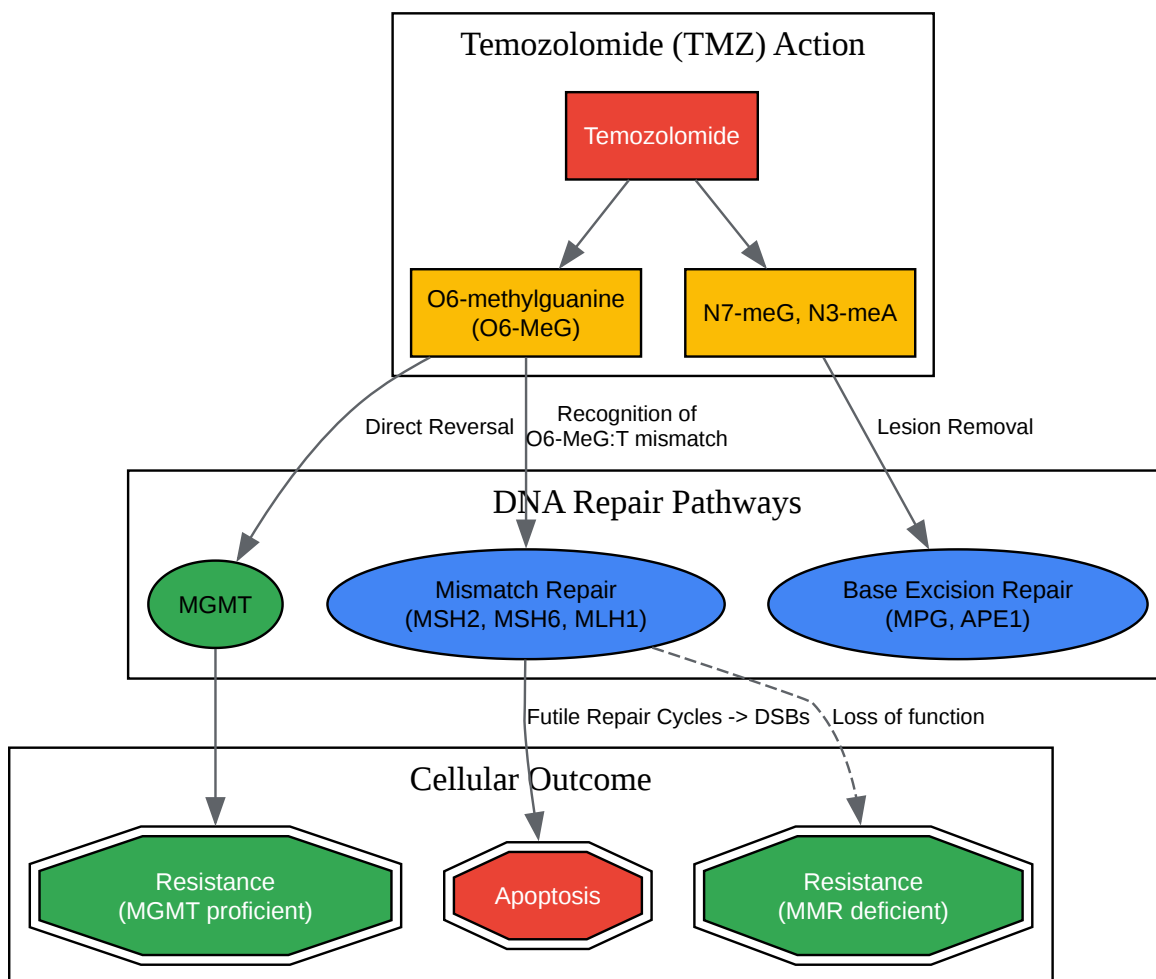 Temozolomide (TMZ) Action
Temozolomide
O6-methylguanine
(O6-MeG)
N7-meG, N3-meA
Direct Reversal
Recognition of
O6-MeG:T mismatch
Lesion Removal
DNA Repair Pathways
MGMT
Mismatch Repair
(MSH2, MSH6, MLH1)
Base Excision Repair
(MPG, APE1)
Futile Repair Cycles -> DSBs
Loss of function
Cellular Outcome
Resistance
(MGMT proficient)
Apoptosis
Resistance
(MMR deficient)